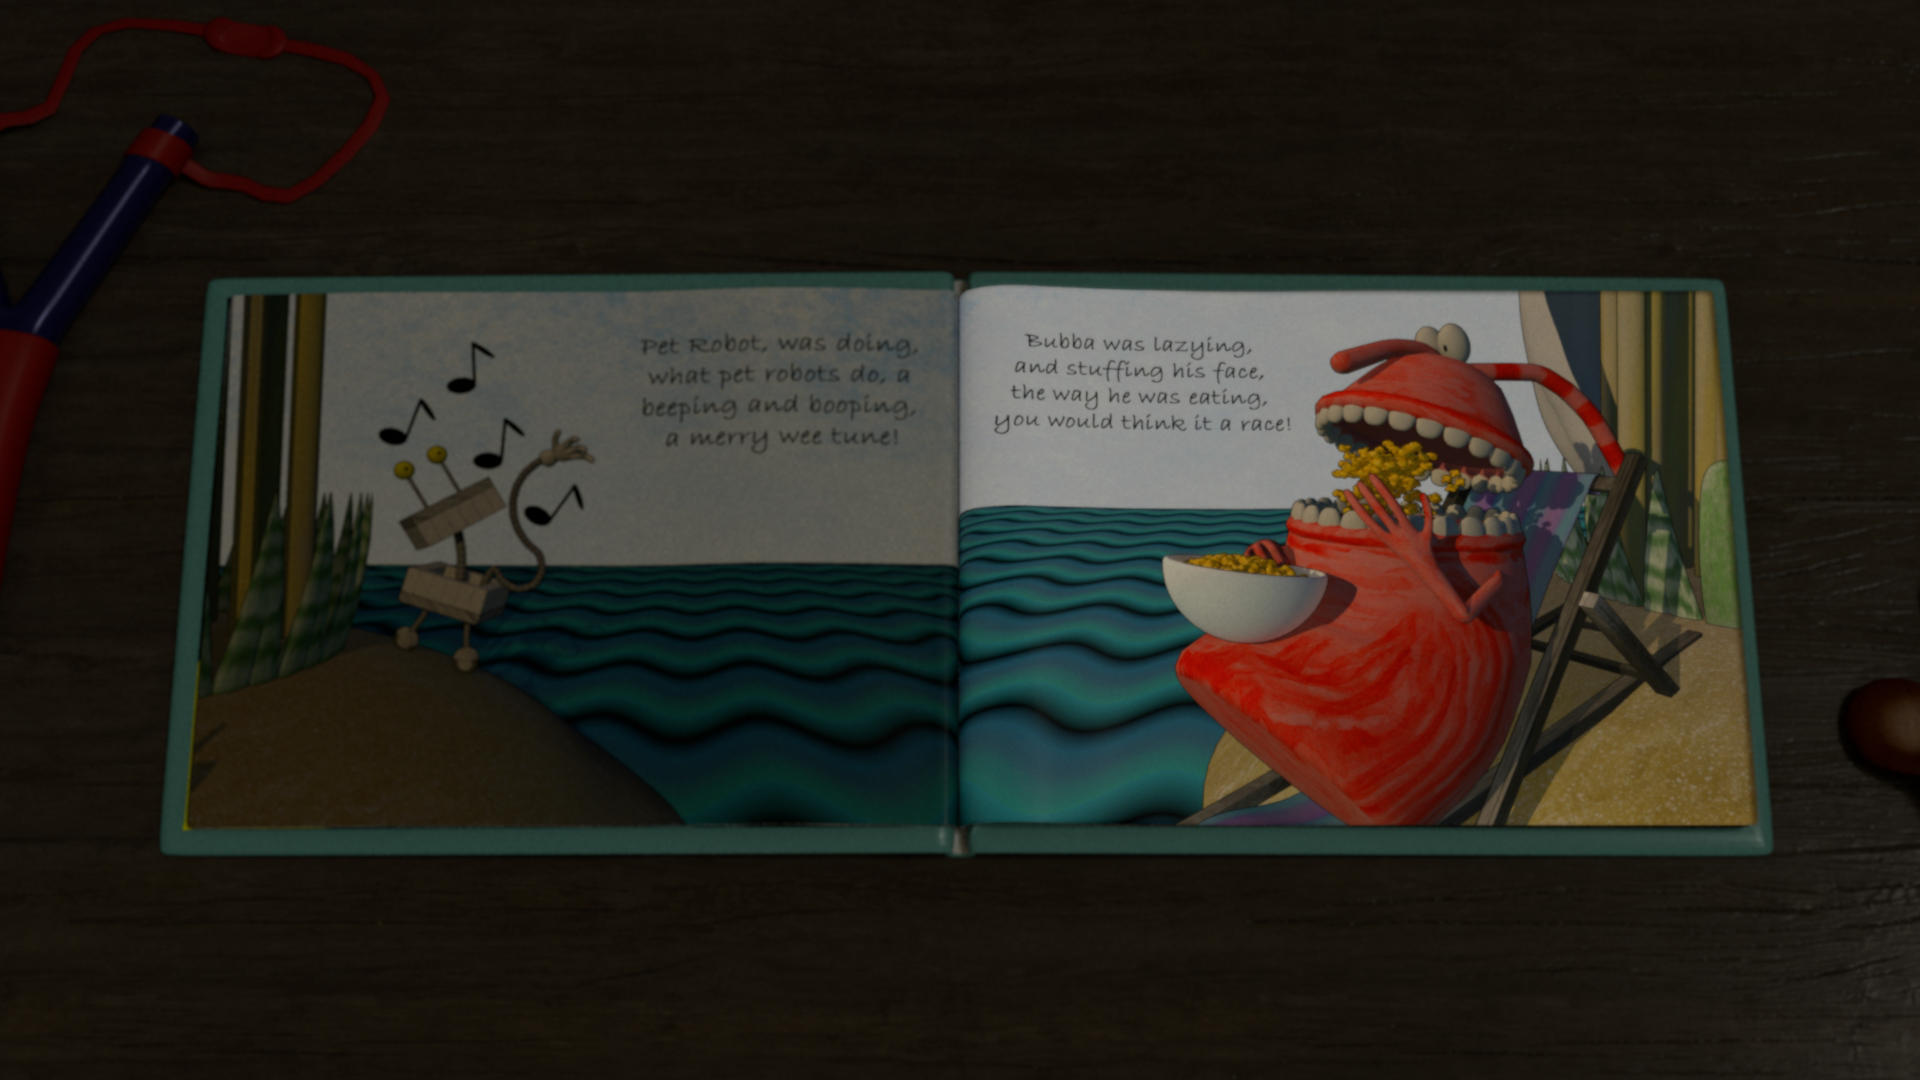 Pet Robot, was doing,
what pet robots do, a
beeping and booping,
a merry wee tune!
Bubba was lazying,
and stuffing his face,
the way he was eating,
you would think it a race!